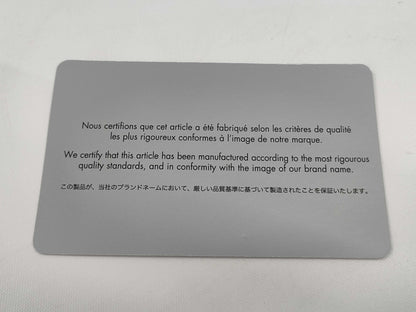 Nous certifions que cet article a été fabriqué selon les critères de qualité
les plus rigoureux conformes à l'image de notre marque.
We certify that this article has been manufactured according to the most rigourous
quality standards, and in conformity with the image of our brand name.
この製品が、当社のブランドネームにおいて、厳しい品質基準に基づいて製造されたことを保証いたします。